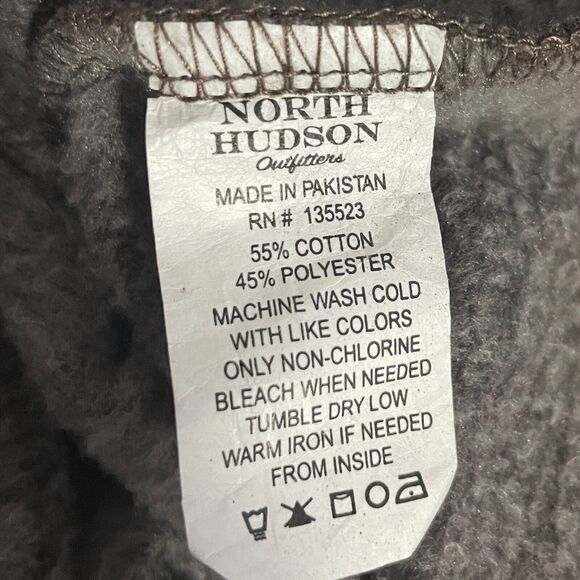 NORTH
HUDSON
Outfitters
MADE IN PAKISTAN
RN # 135523
55% COTTON
45% POLYESTER
MACHINE WASH COLD
WITH LIKE COLORS
ONLY NON-CHLORINE
BLEACH WHEN NEEDED
TUMBLE DRY LOW
WARM IRON IF NEEDED
FROM INSIDE